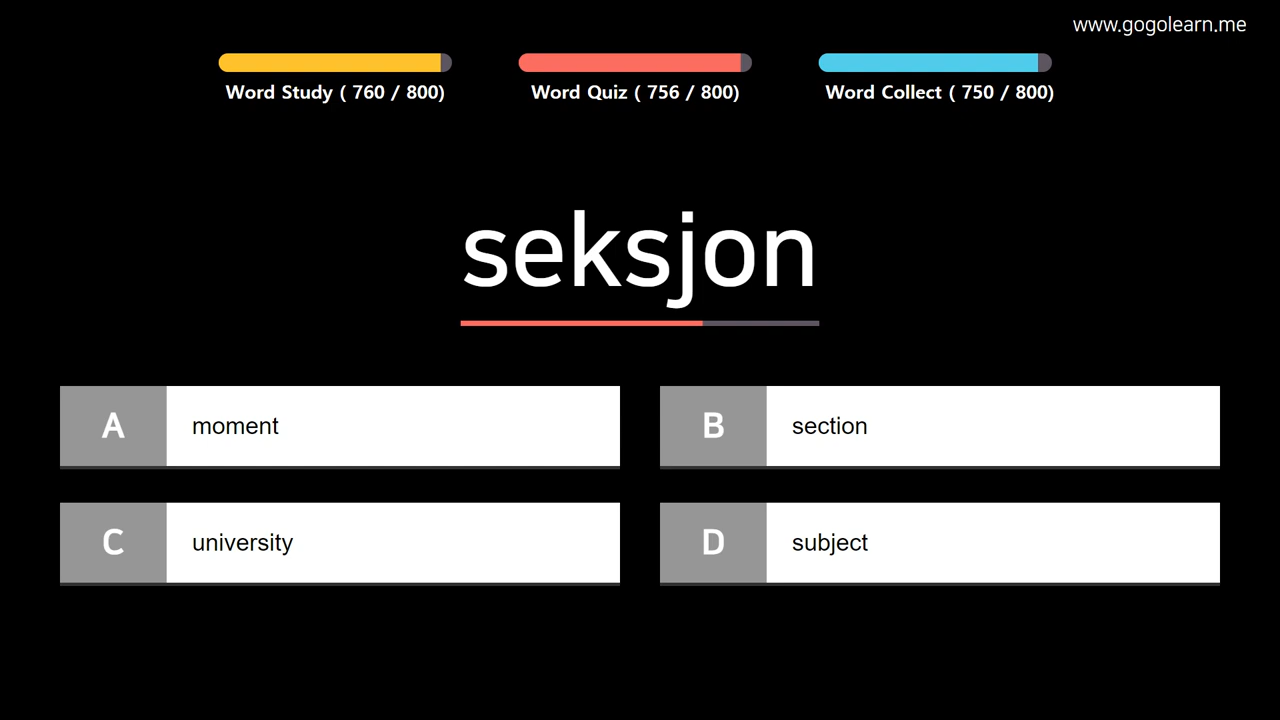 www.gogolearn.me
Word Study ( 760 / 800)
Word Quiz ( 756 / 800)
Word Collect ( 750 / 800)
seksjon
A moment
B section
C university
D subject